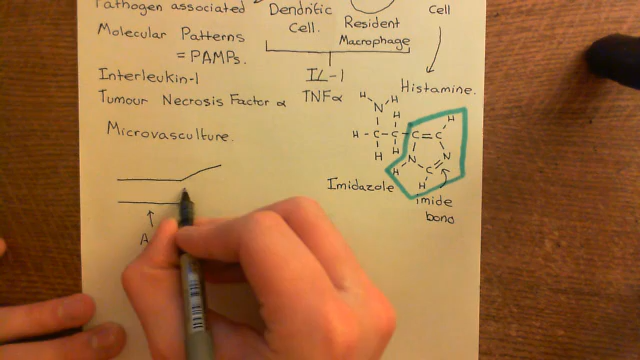 Pathogen associated
Molecular Patterns
= PAMPs.
Dendritic
Cell.
Resident
Macrophage
Cell
Interleukin-1
IL-1
Tumour Necrosis Factor α
TNFα
Histamine.
Microvasculature.
H
H
N
H
H
H-C-C-C=C
H
H
N
N
H
C
H
Imidazole
imide
bond
A